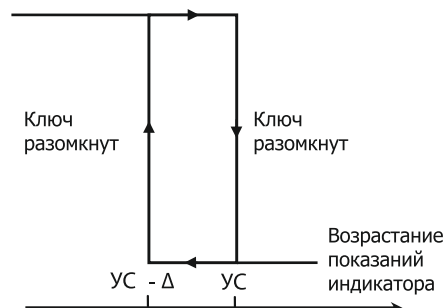 Ключ
разомкнут
Ключ
разомкнут
Возрастание
показаний
индикатора
УС - Δ
УС